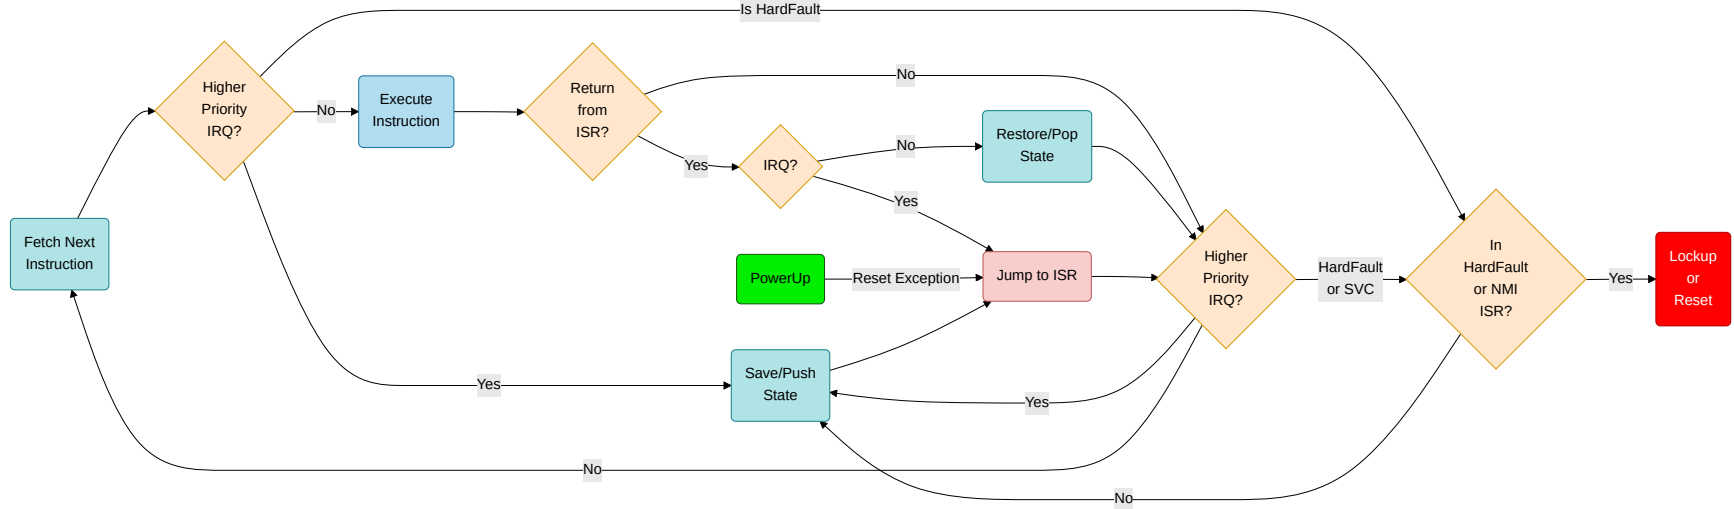 Is HardFault
Higher
Priority
IRQ?
No
Execute
Instruction
Return
from
ISR?
No
Yes
IRQ?
No
Restore/Pop
State
Yes
Fetch Next
Instruction
PowerUp
Reset Exception
Jump to ISR
Higher
Priority
IRQ?
HardFault
or SVC
In
HardFault
or NMI
ISR?
Yes
Lockup
or
Reset
Yes
Save/Push
State
Yes
No
No